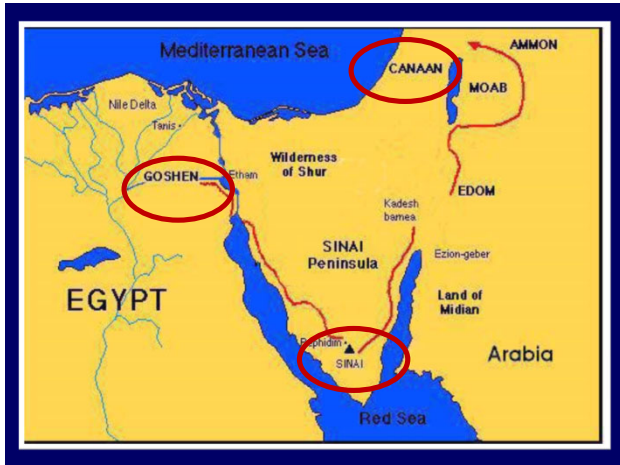 Mediterranean Sea
AMMON
CANAAN
MOAB
Nile Delta
Tanis
Wilderness
of Shur
GOSHEN
Etham
EDOM
Kadesh
barnea
SINAI
Peninsula
Ezion-geber
EGYPT
Land of
Midian
Rephidim
SINAI
Arabia
Red Sea